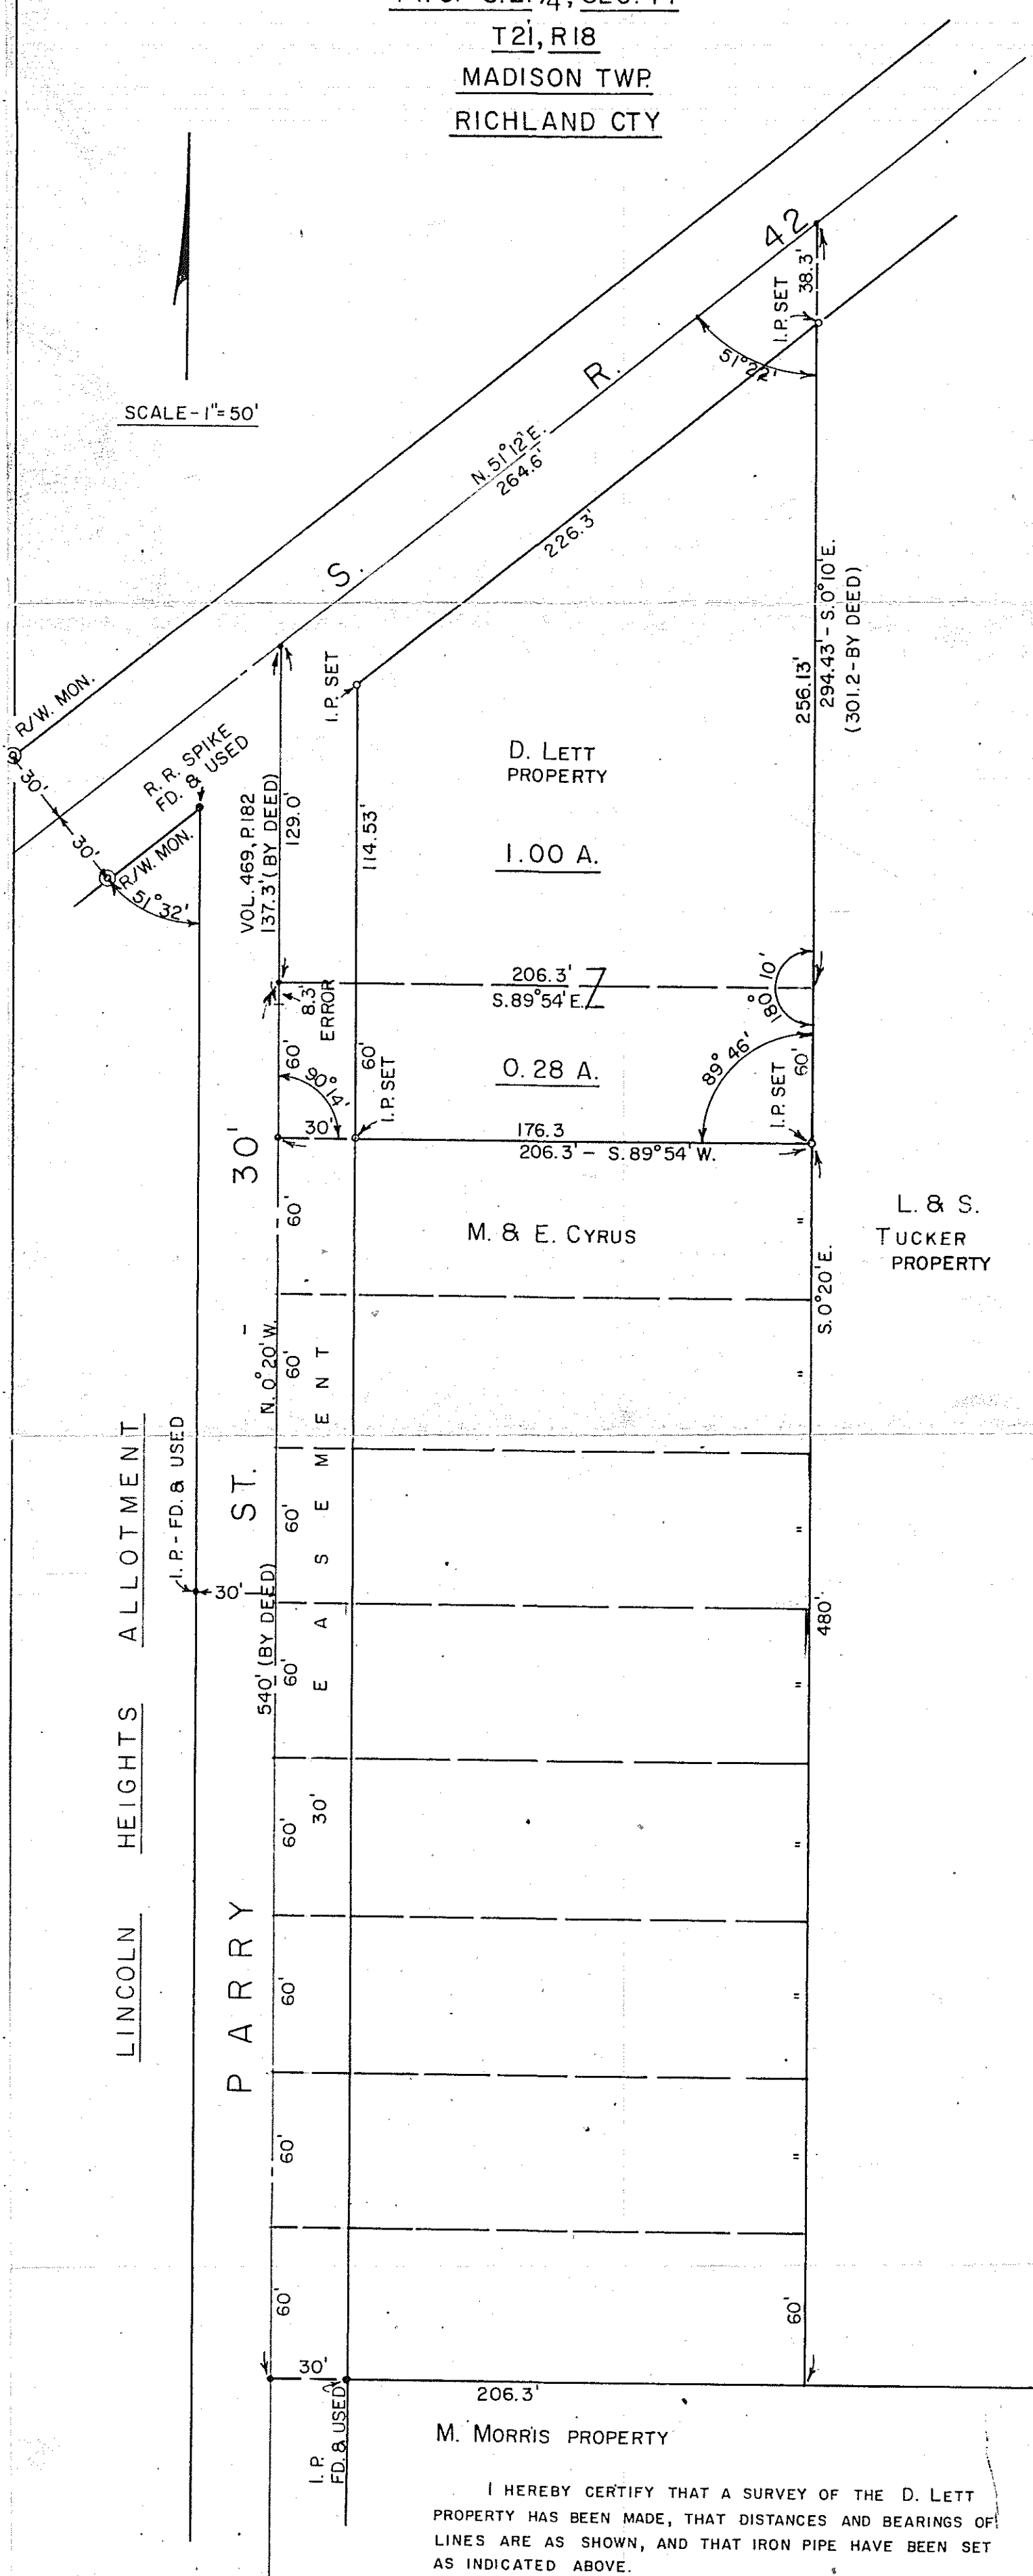 T21, R18
MADISON TWP.
RICHLAND CTY
SCALE-1"=50'
S. R. 42
38.3'
I.P. SET
51°22'
N. 51°12' E.
264.6'
226.3'
R/W. MON.
30'
30'
R. R. SPIKE
FD. & USED
R/W. MON.
51°32'
I.P. SET
VOL. 469, P.182
137.3' (BY DEED)
129.0'
114.53'
D. LETT
PROPERTY
1.00 A.
256.13'
294.43' - S.0°10'E.
(301.2-BY DEED)
206.3'
S.89°54'E.
8.3'
ERROR
180° 10'
60'
90°14'
60'
I.P. SET
0.28 A.
89°46'
60'
I.P. SET
30'
176.3
206.3' - S.89°54'W.
M. & E. CYRUS
L. & S.
TUCKER
PROPERTY
PARRY ST. - 30'
N. 0°20'W.
540' (BY DEED)
S.0°20'E.
480'
60'
"
60'
"
60'
"
60'
"
60'
"
60'
"
60'
"
60'
60'
30' EASEMENT
I. P. - FD. & USED
30'
LINCOLN HEIGHTS ALLOTMENT
30'
I. P.
FD. & USED
206.3'
M. MORRIS PROPERTY
I HEREBY CERTIFY THAT A SURVEY OF THE D. LETT
PROPERTY HAS BEEN MADE, THAT DISTANCES AND BEARINGS OF
LINES ARE AS SHOWN, AND THAT IRON PIPE HAVE BEEN SET
AS INDICATED ABOVE.